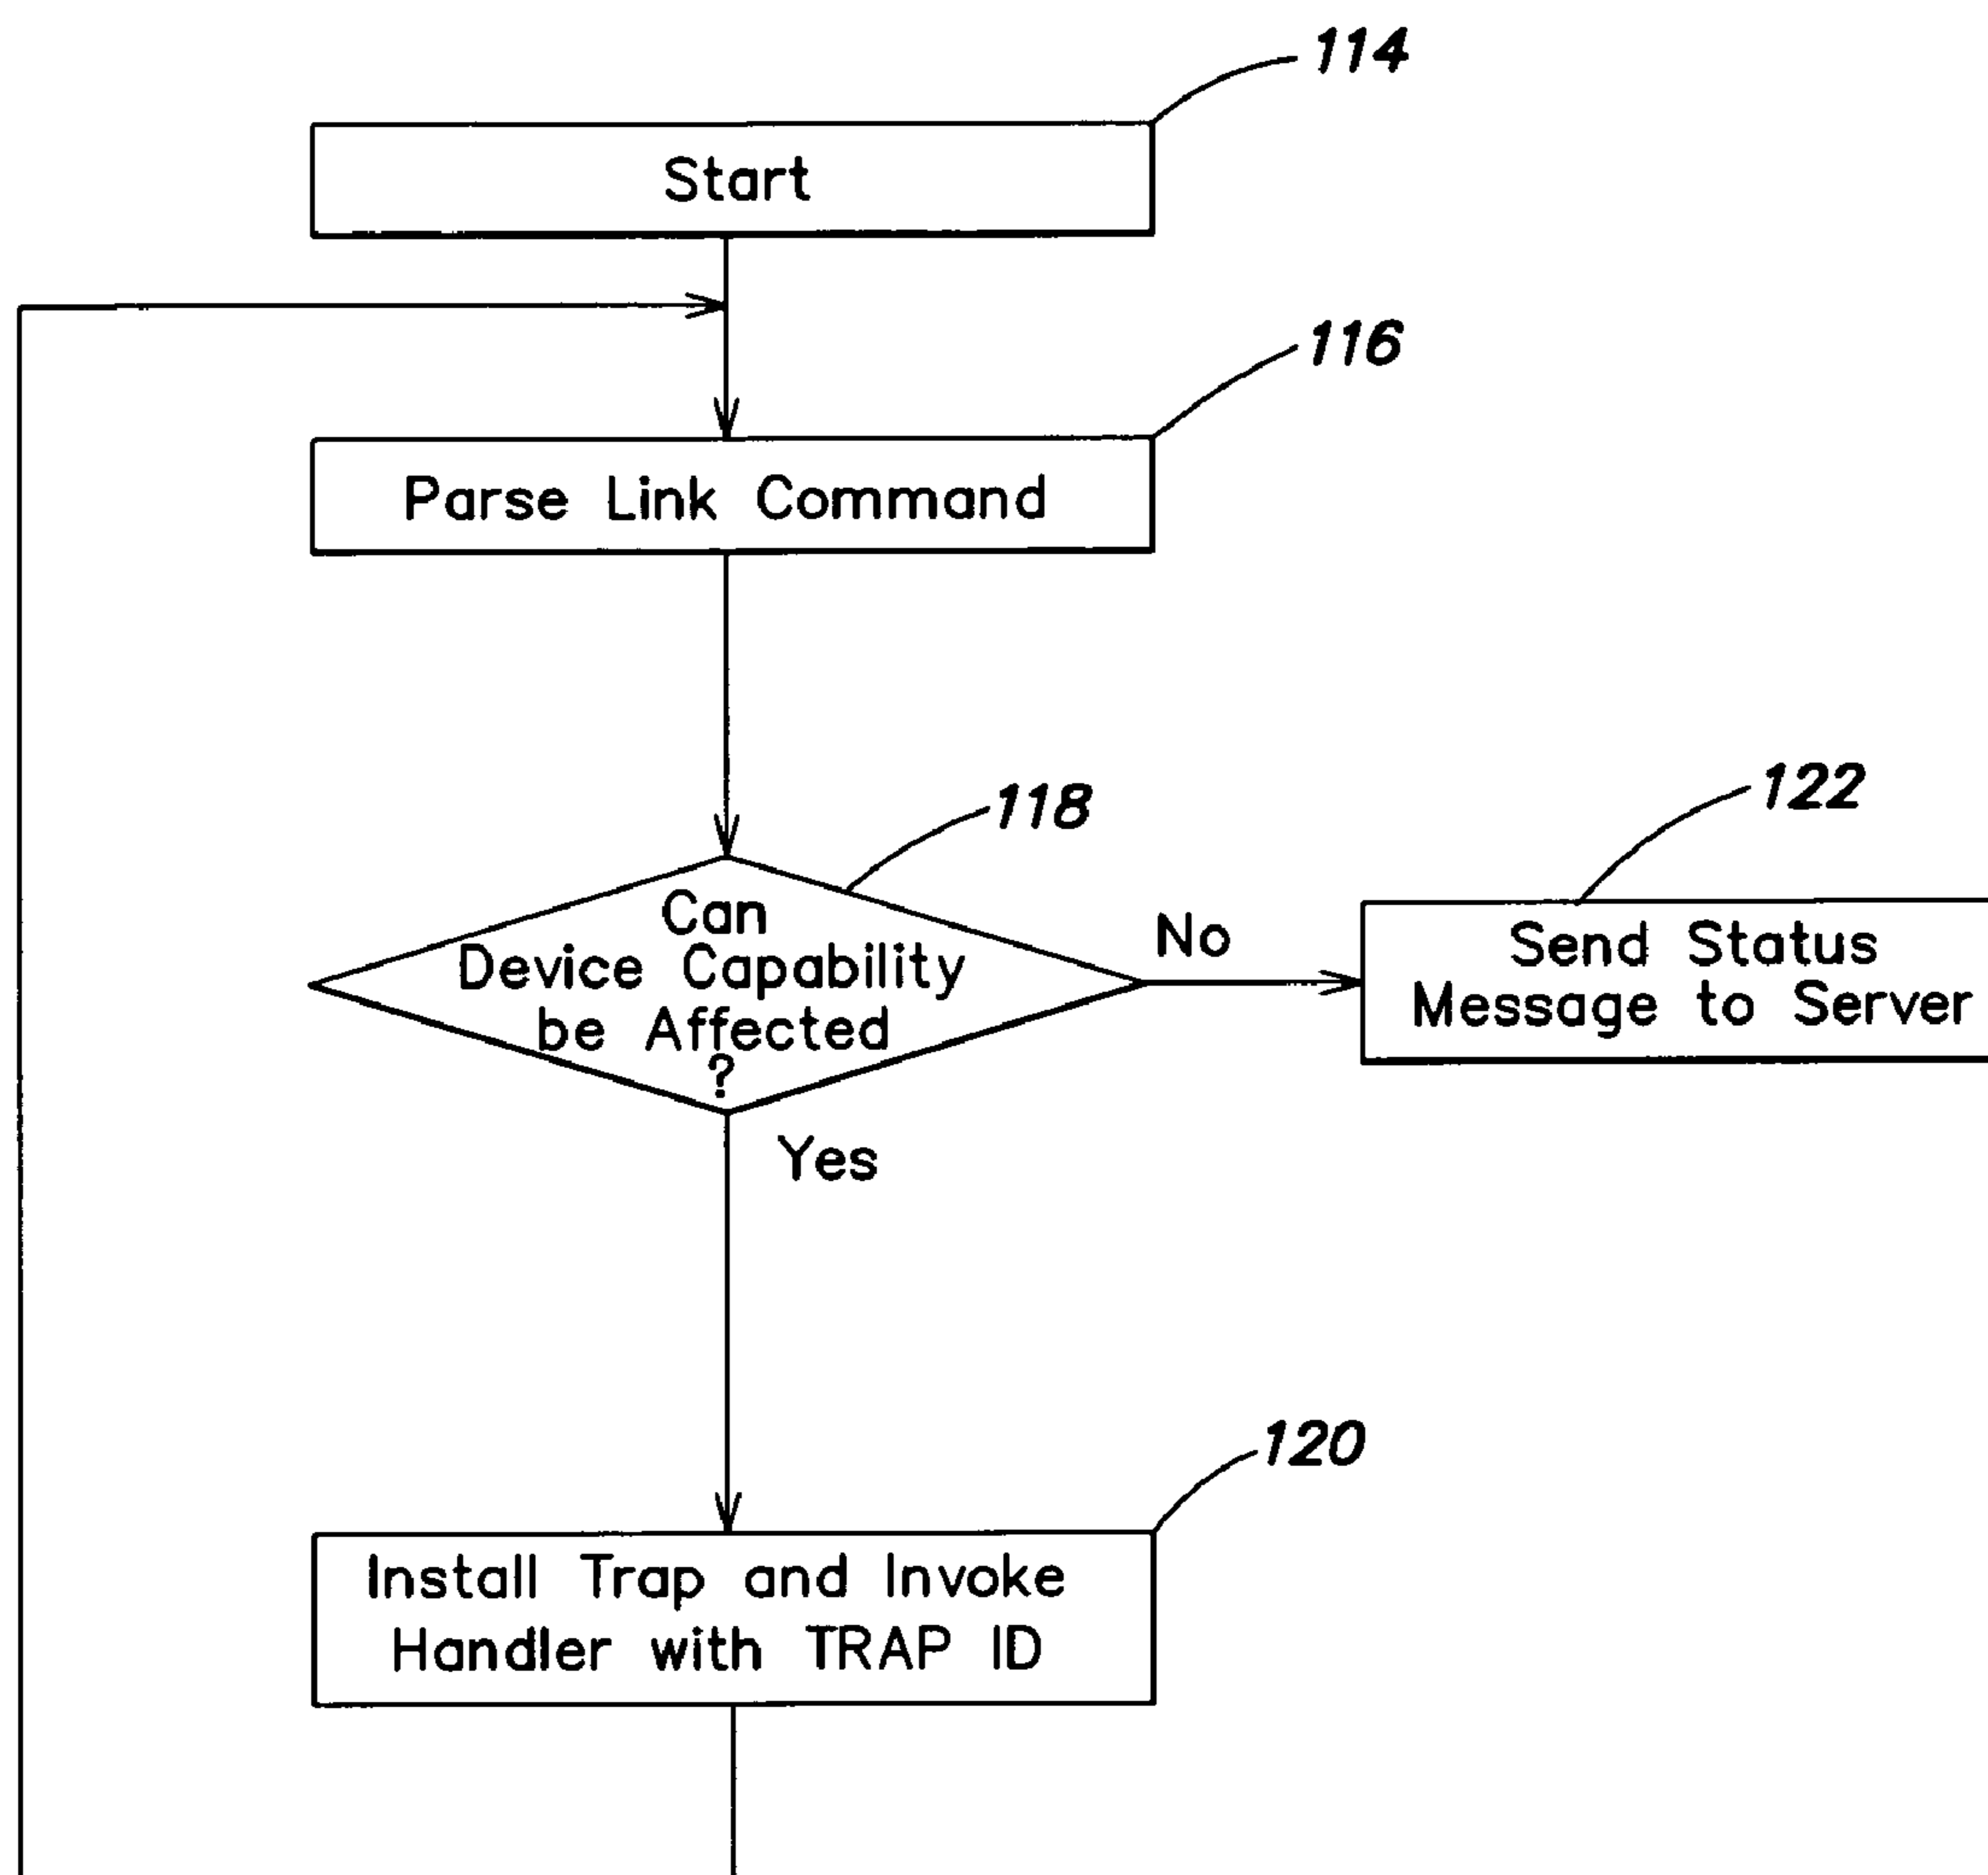 114
Start
116
Parse Link Command
118
122
Can
Device Capability
be Affected
?
No
Send Status
Message to Server
Yes
120
Install Trap and Invoke
Handler with TRAP ID